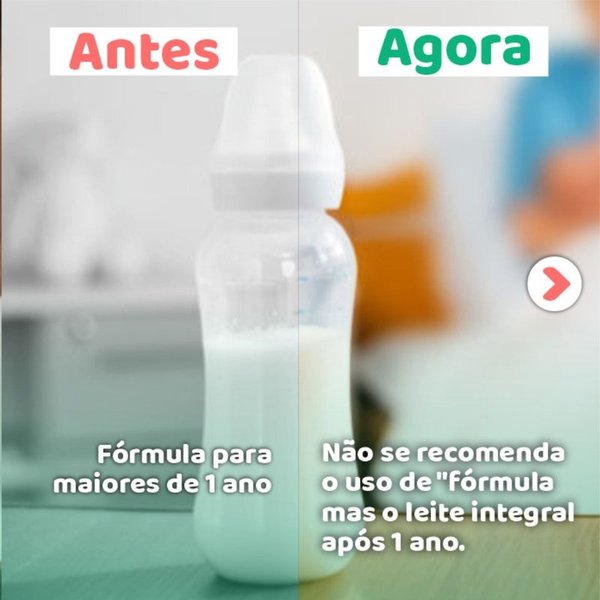 Antes
Agora
Fórmula para
maiores de 1 ano
Não se recomenda
o uso de "fórmula
mas o leite integral
após 1 ano.